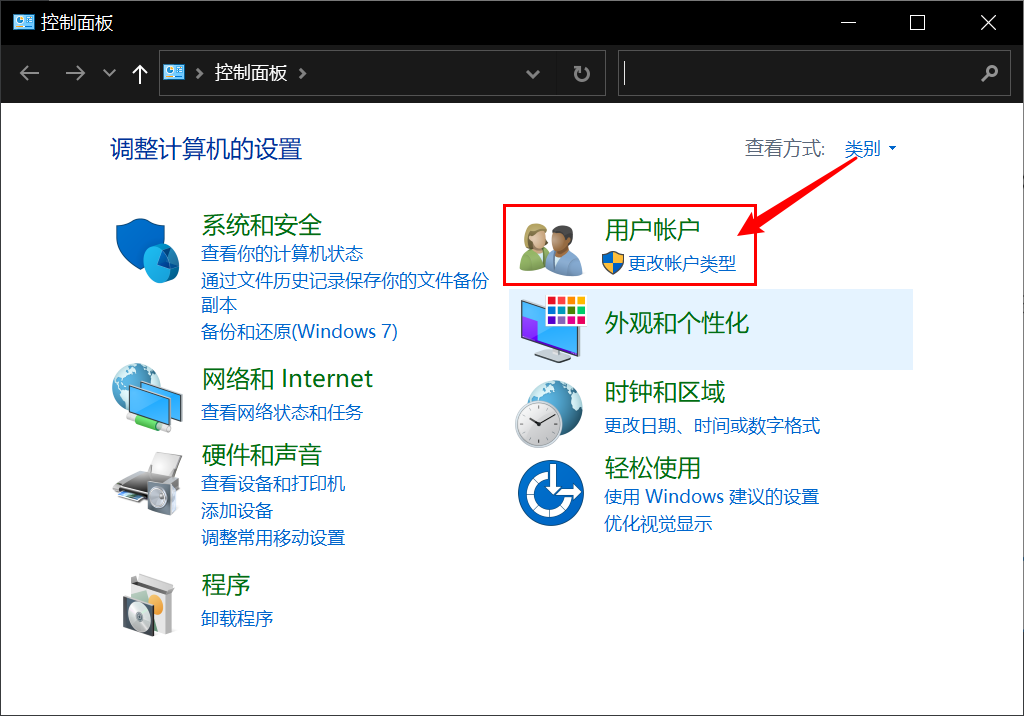 控制面板
控制面板
调整计算机的设置
查看方式: 类别
系统和安全
查看你的计算机状态
通过文件历史记录保存你的文件备份
副本
备份和还原(Windows 7)
网络和 Internet
查看网络状态和任务
硬件和声音
查看设备和打印机
添加设备
调整常用移动设置
程序
卸载程序
用户帐户
更改帐户类型
外观和个性化
时钟和区域
更改日期、时间或数字格式
轻松使用
使用 Windows 建议的设置
优化视觉显示